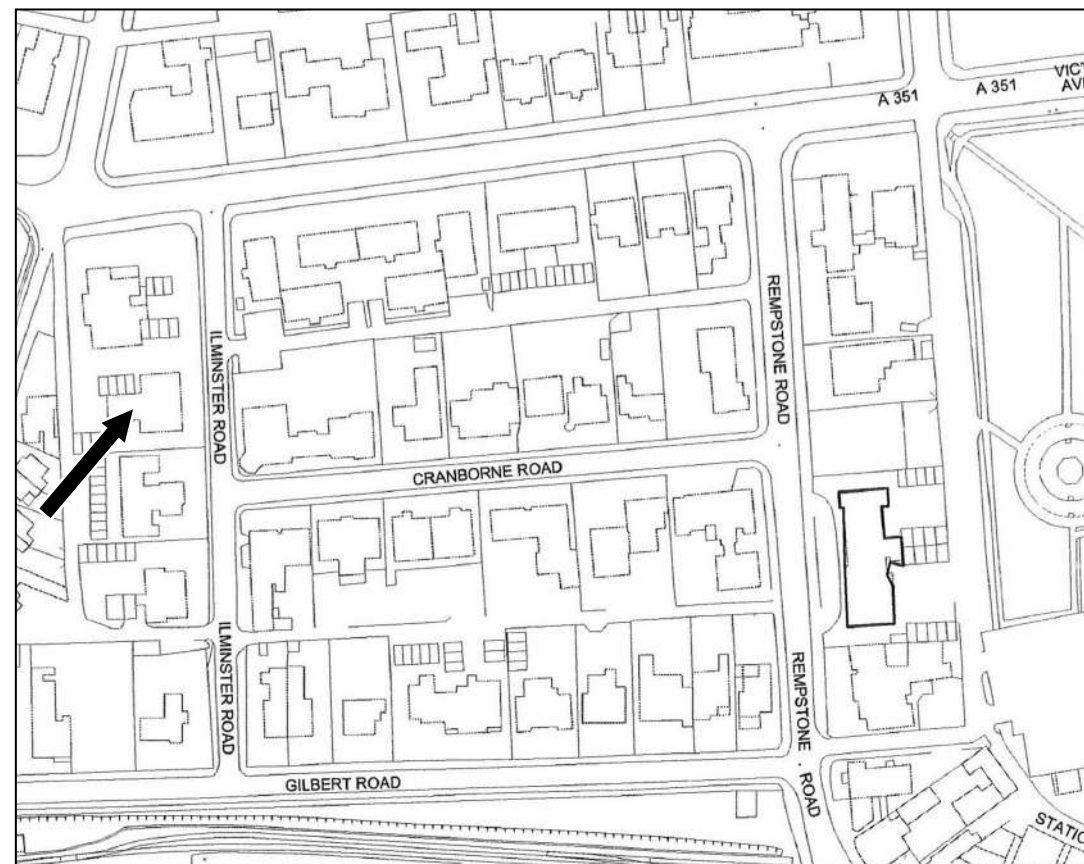 A 351
A 351
VICT
AVE
ILMINSTER ROAD
REMPSTONE ROAD
CRANBORNE ROAD
ILMINSTER ROAD
REMPSTONE ROAD
GILBERT ROAD
STATIO